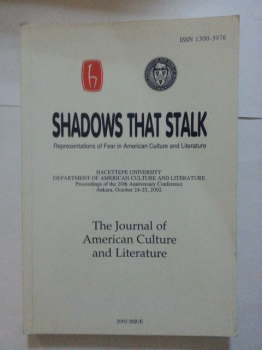 ISSN 1300-3976
SHADOWS THAT STALK
Representations of Fear in American Culture and Literature
HACETTEPE UNIVERSITY
DEPARTMENT OF AMERICAN CULTURE AND LITERATURE
Proceedings of the 20th Anniversary Conference
Ankara, October 24-25, 2002
The Journal of
American Culture
and Literature
2002 ISSUE